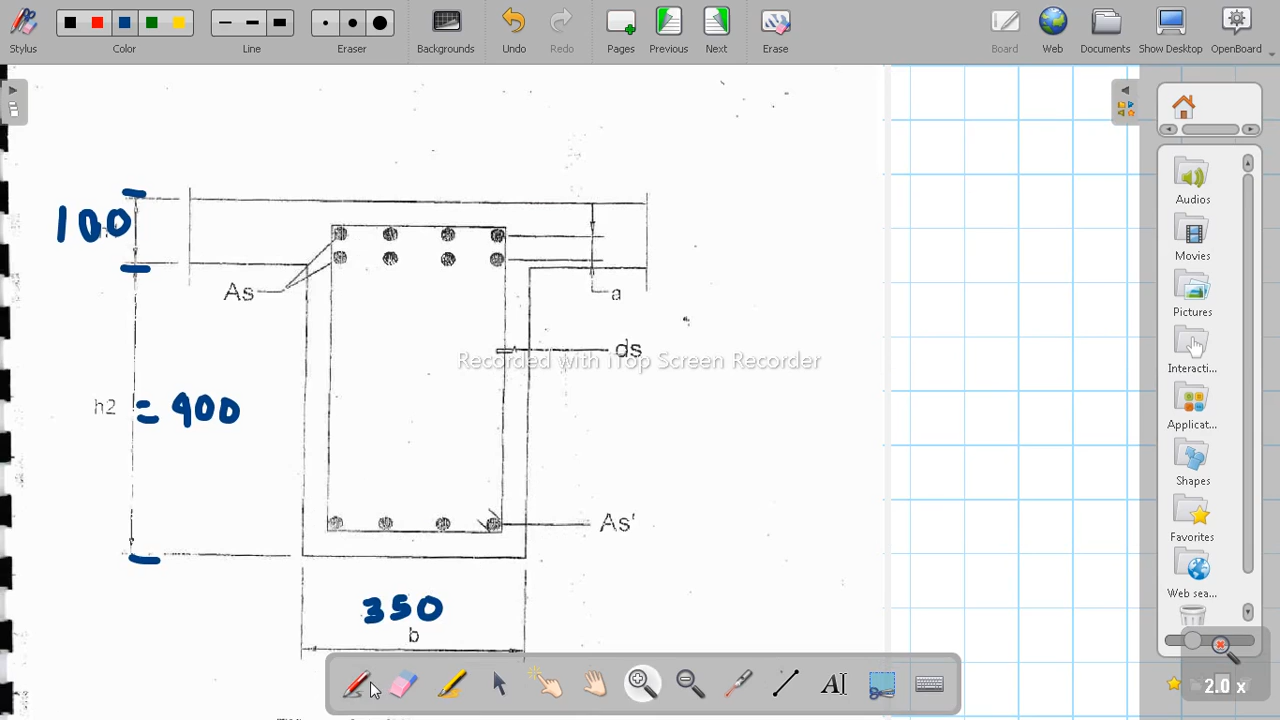 Stylus
Color
Line
Eraser
Backgrounds
Undo
Redo
Pages
Previous
Next
Erase
Board
Web
Documents
Show Desktop
OpenBoard
100
As
a
ds
Recorded with iTop Screen Recorder
h2 = 400
As'
350
b
Audios
Movies
Pictures
Interacti...
Applicat...
Shapes
Favorites
Web sea...
AI
2.0 x